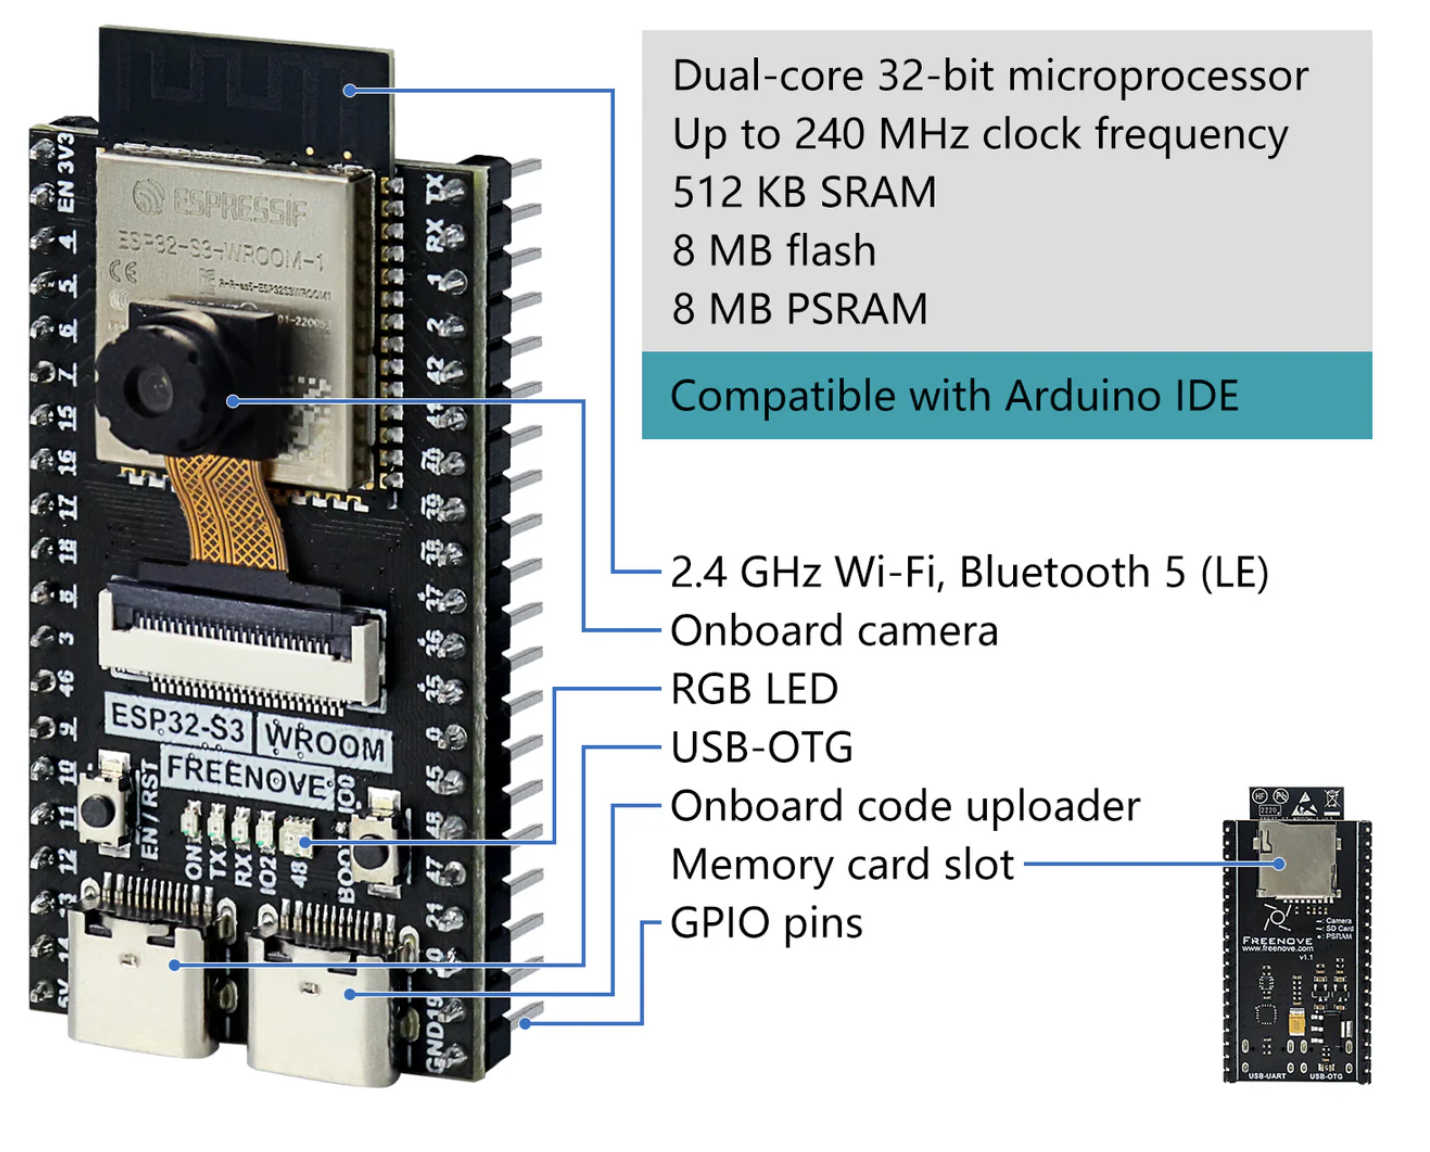 Dual-core 32-bit microprocessor
Up to 240 MHz clock frequency
512 KB SRAM
8 MB flash
8 MB PSRAM
Compatible with Arduino IDE
2.4 GHz Wi-Fi, Bluetooth 5 (LE)
Onboard camera
RGB LED
USB-OTG
Onboard code uploader
Memory card slot
GPIO pins
ESPRESSIF
ESP32-S3-WROOM-1
CE
3V3
EN
4
5
6
7
15
16
17
18
8
3
46
9
10
11
12
13
14
5V
TX
RX
1
2
42
41
40
39
38
37
36
35
0
45
48
47
21
20
19
GND
ESP32-S3 WROOM
FREENOVE
EN / RST
ON
TX
RX
IO2
48
BOOT IO0
HF
Pb
FREENOVE
www.freenove.com
v1.1
Camera
SD Card
PSRAM
USB-UART
USB-OTG